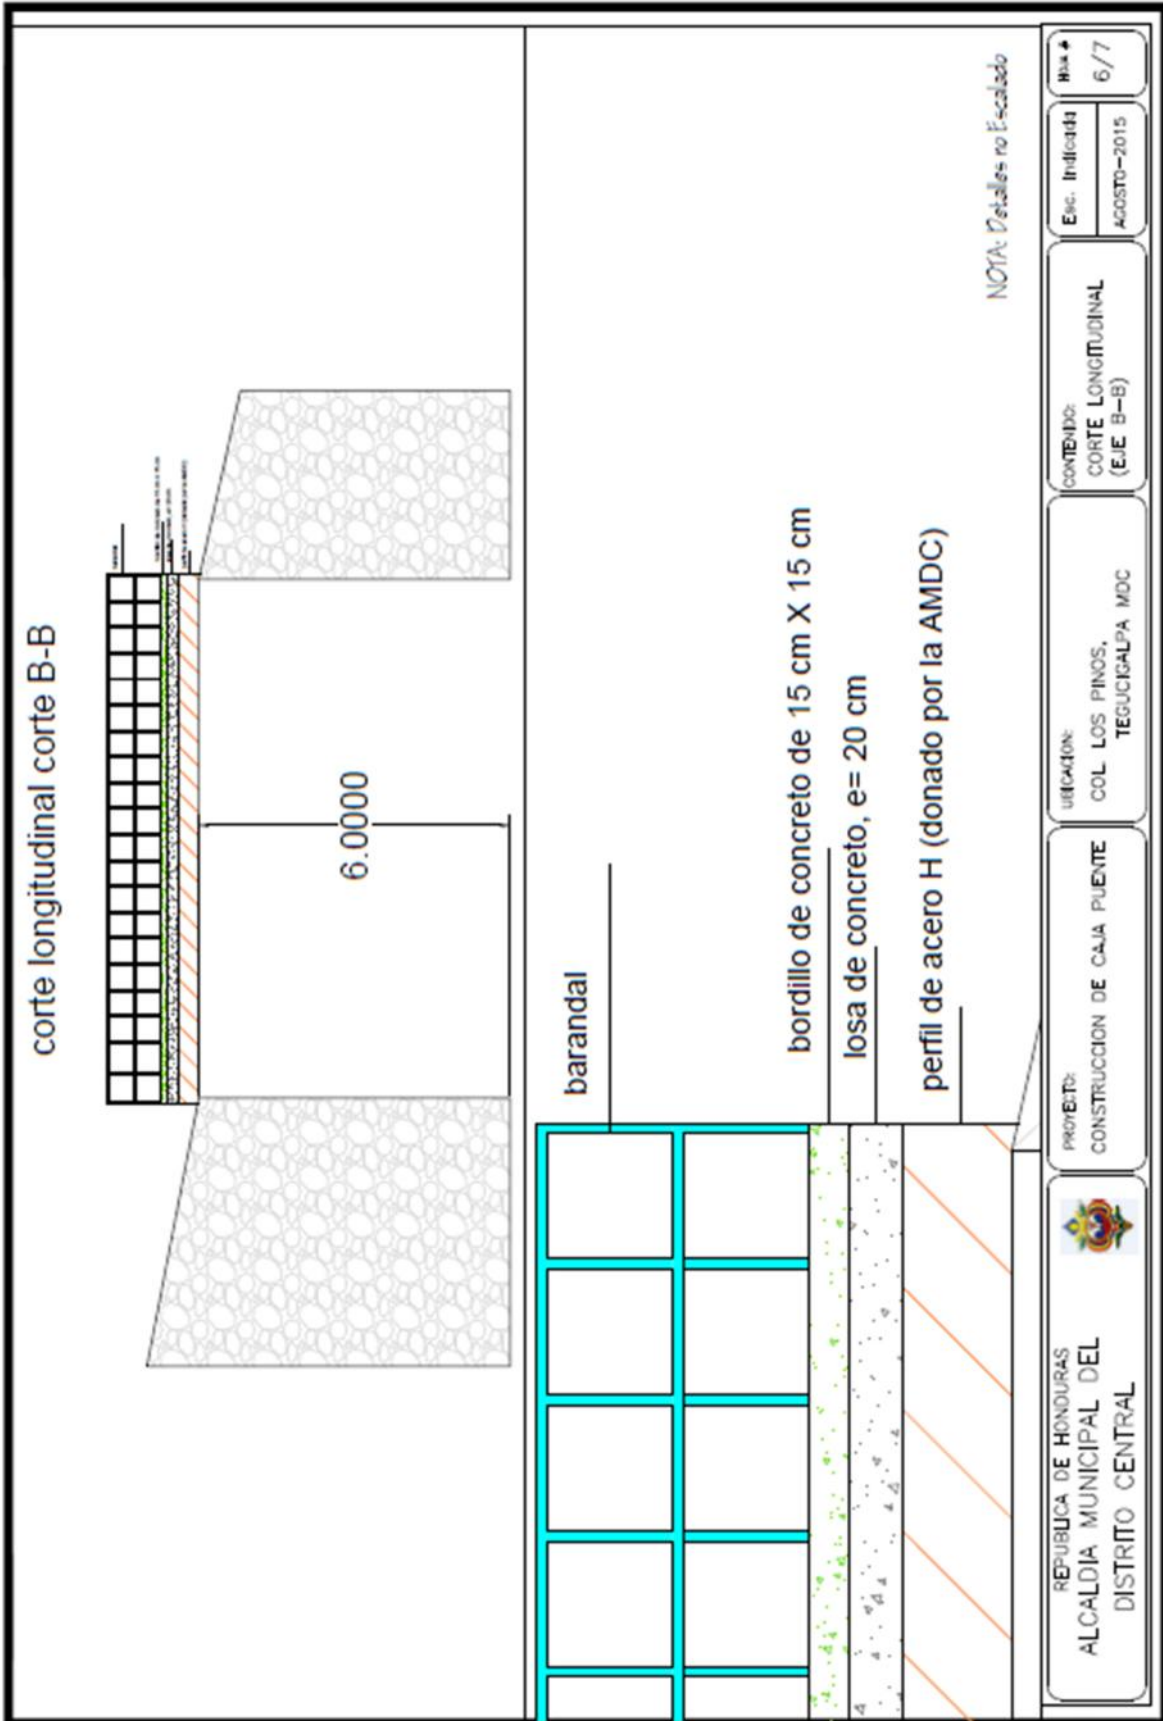 corte longitudinal corte B-B
6.0000
barandal
bordillo de concreto de 15 cm X 15 cm
losa de concreto, e= 20 cm
perfil de acero H (donado por la AMDC)
NOTA: Detalles no Escalado
REPUBLICA DE HONDURAS
ALCALDIA MUNICIPAL DEL
DISTRITO CENTRAL
PROYECTO:
CONSTRUCCION DE CAJA PUENTE
UBICACION:
COL. LOS PINOS,
TEGUCIGALPA MDC
CONTENIDO:
CORTE LONGITUDINAL
(EJE B-B)
Esc. Indicada
AGOSTO-2015
HOJA #
6/7